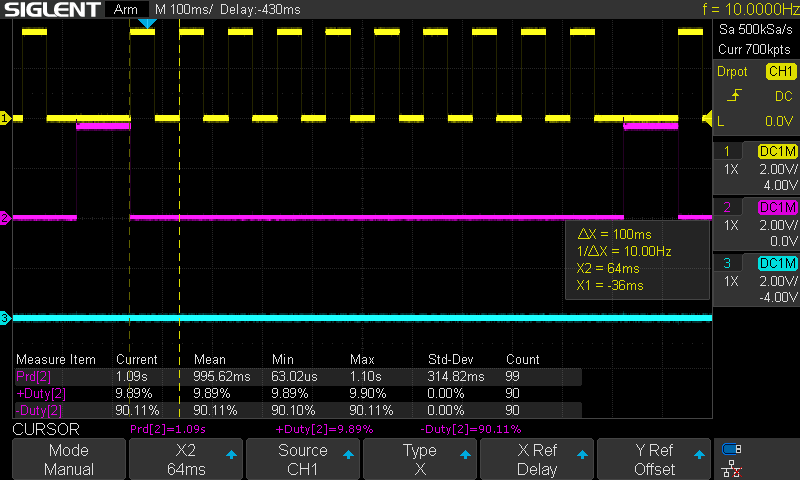 SIGLENT Arm M 100ms/ Delay:-430ms f = 10.0000Hz
Sa 500kSa/s
Curr 700kpts
Drpot CH1
DC
L 0.0V
1 DC1M
1X 2.00V/
4.00V
2 DC1M
1X 2.00V/
0.0V
3 DC1M
1X 2.00V/
-4.00V
1
2
3
ΔX = 100ms
1/ΔX = 10.00Hz
X2 = 64ms
X1 = -36ms
Measure Item Current Mean Min Max Std-Dev Count
Prd[2] 1.09s 995.62ms 63.02us 1.10s 314.82ms 99
+Duty[2] 9.89% 9.89% 9.89% 9.90% 0.00% 90
-Duty[2] 90.11% 90.11% 90.10% 90.11% 0.00% 90
CURSOR Prd[2]=1.09s +Duty[2]=9.89% -Duty[2]=90.11%
Mode X2 Source Type X Ref Y Ref
Manual 64ms CH1 X Delay Offset